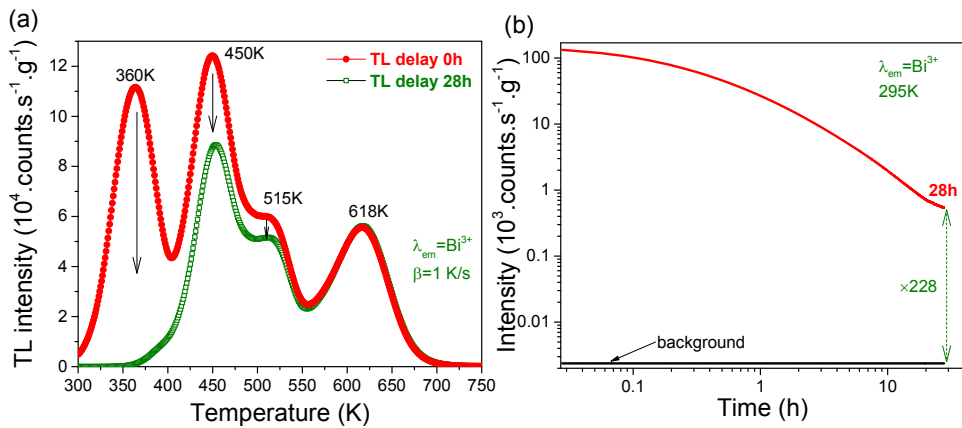 (a)
TL intensity (10⁴.counts.s⁻¹.g⁻¹)
12
10
8
6
4
2
0
360K
450K
TL delay 0h
TL delay 28h
515K
618K
λem=Bi³⁺
β=1 K/s
300 350 400 450 500 550 600 650 700 750
Temperature (K)
(b)
Intensity (10³.counts.s⁻¹.g⁻¹)
100
10
1
0.1
0.01
λem=Bi³⁺
295K
28h
×228
background
0.1 1 10
Time (h)